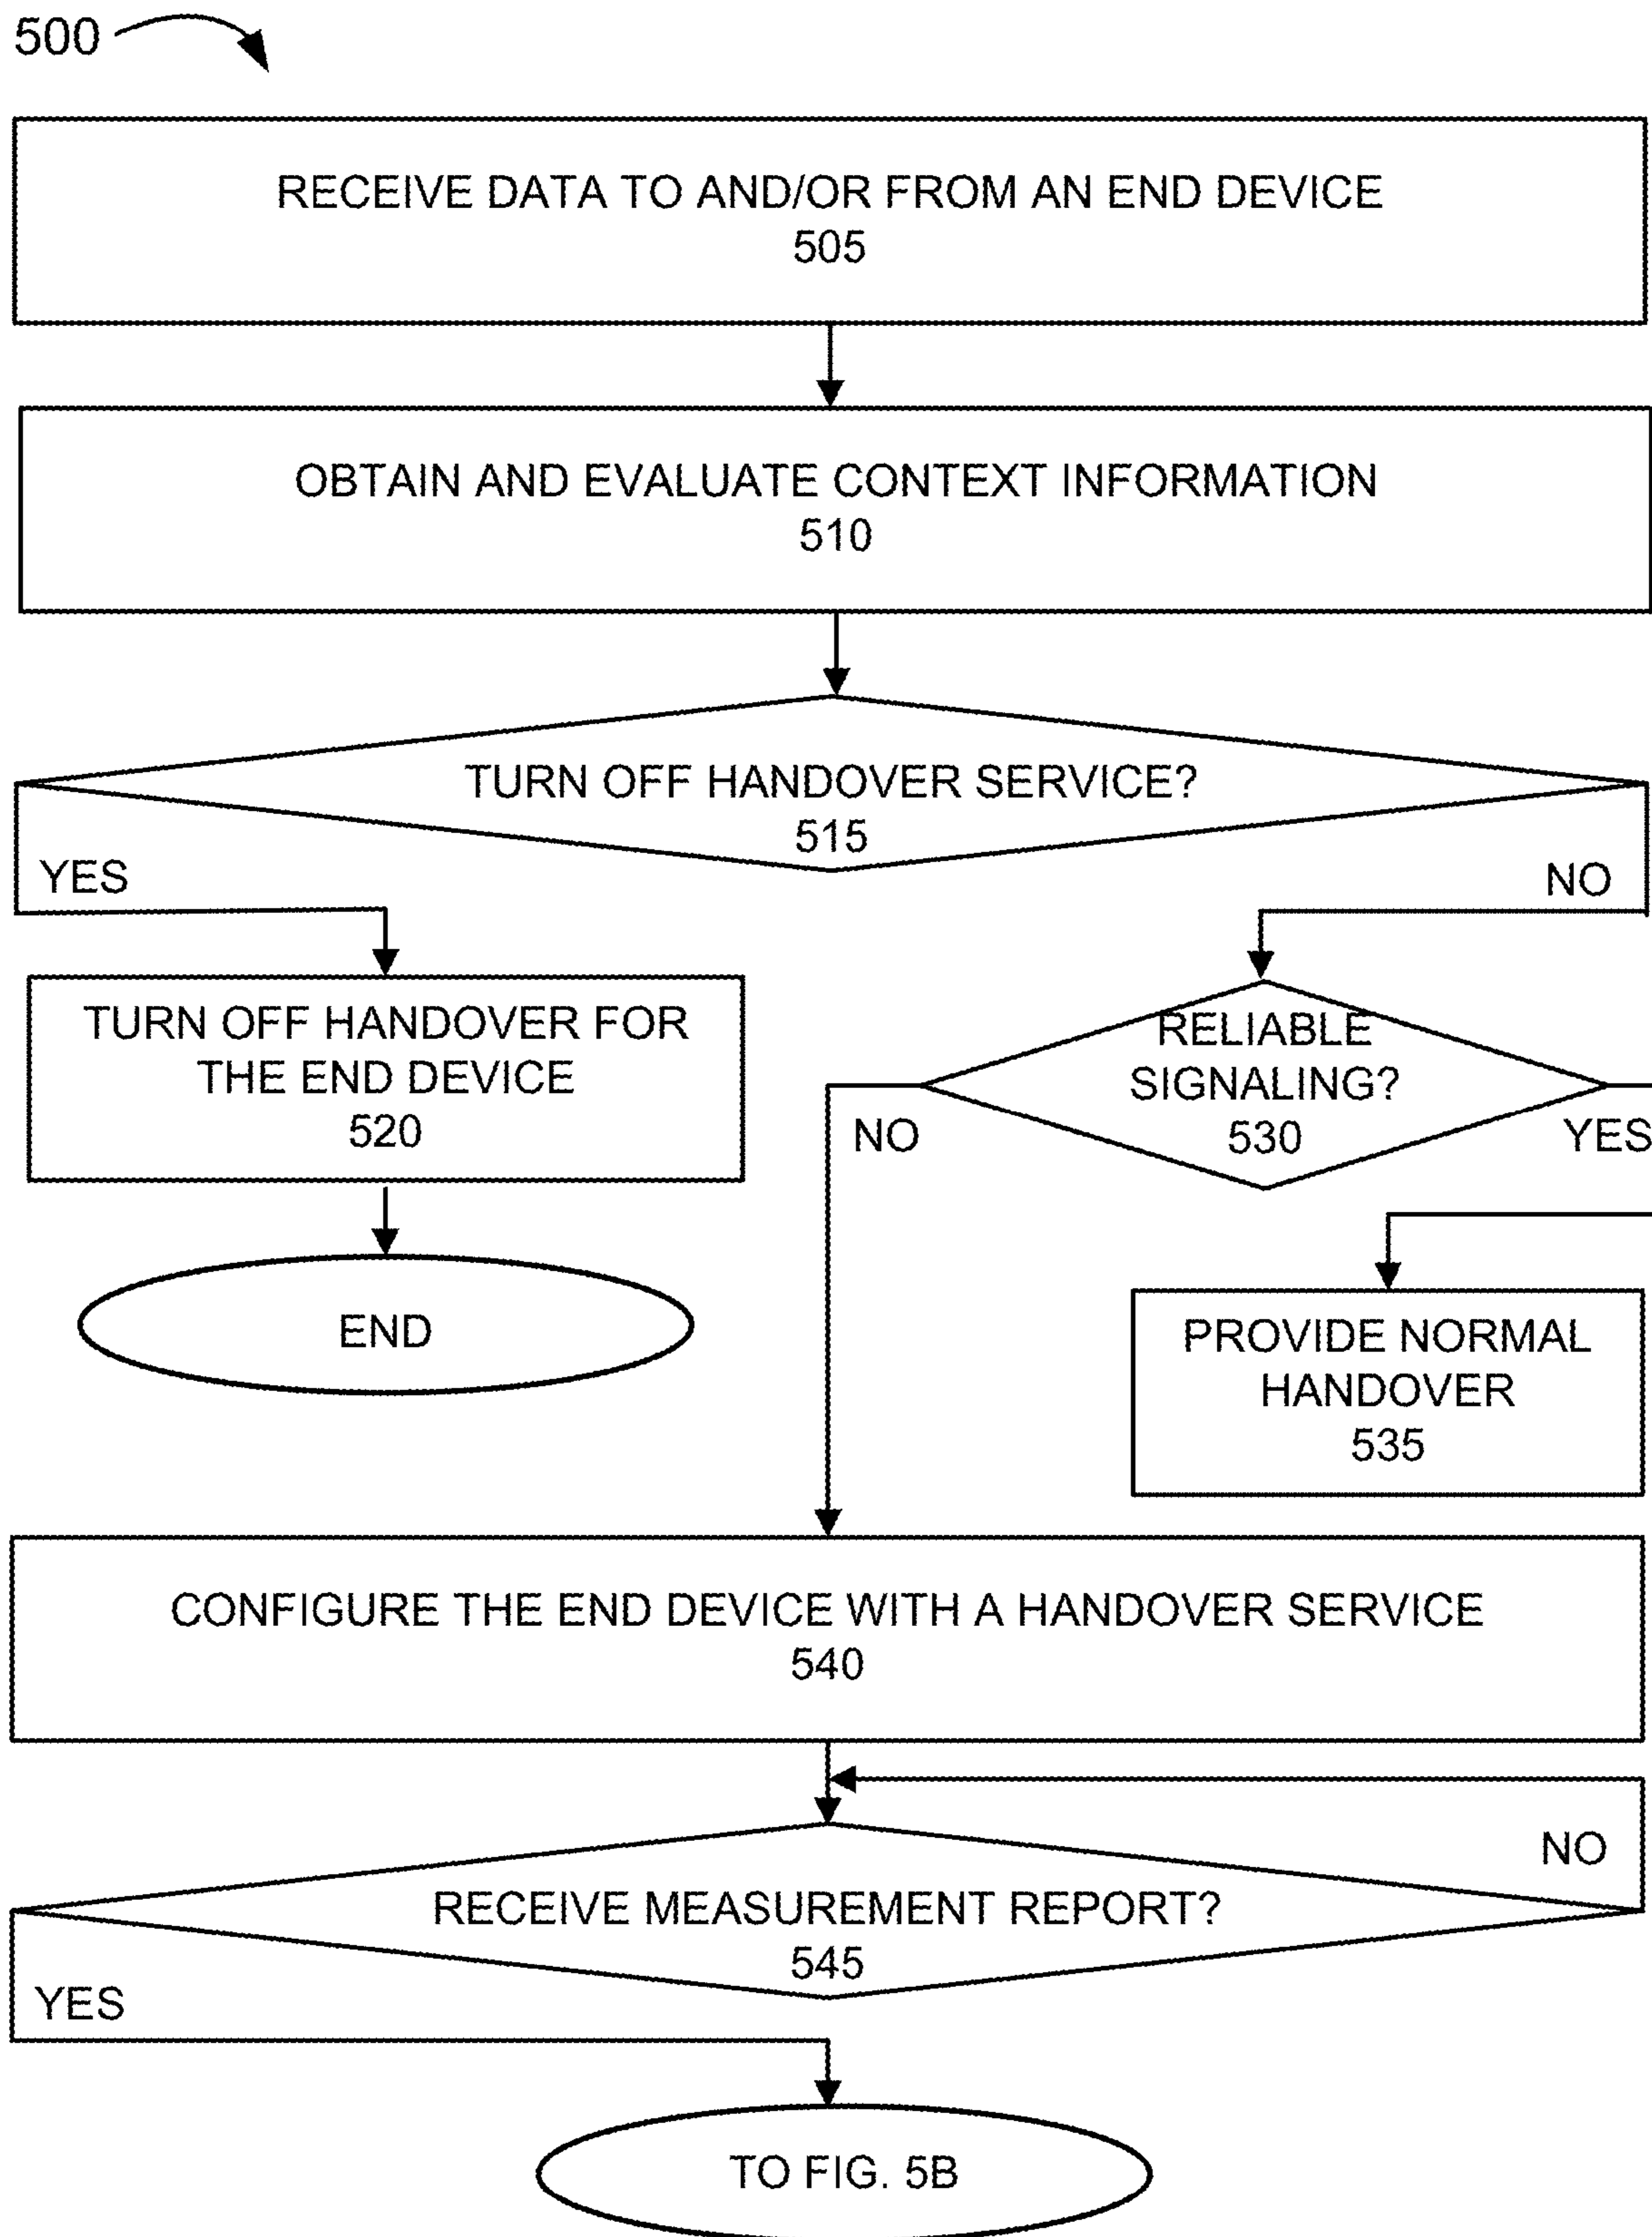 500
RECEIVE DATA TO AND/OR FROM AN END DEVICE
505
OBTAIN AND EVALUATE CONTEXT INFORMATION
510
TURN OFF HANDOVER SERVICE?
515
YES
NO
TURN OFF HANDOVER FOR
THE END DEVICE
520
RELIABLE
SIGNALING?
530
NO
YES
END
PROVIDE NORMAL
HANDOVER
535
CONFIGURE THE END DEVICE WITH A HANDOVER SERVICE
540
NO
RECEIVE MEASUREMENT REPORT?
545
YES
TO FIG. 5B